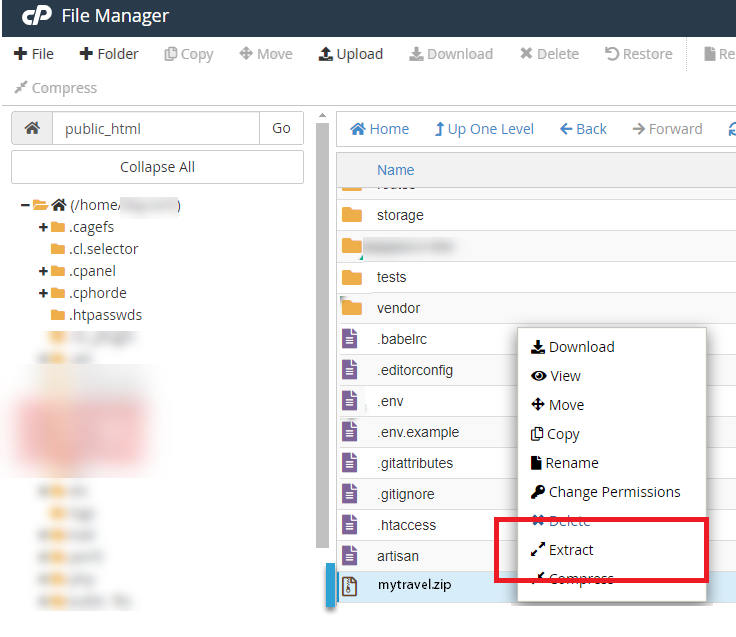 cP File Manager
File Folder Copy Move Upload Download Delete Restore Re
Compress
public_html Go
Collapse All
(/home/ )
.cagefs
.cl.selector
.cpanel
.cphorde
.htpasswds
Home Up One Level Back Forward
Name
routes
storage
tests
vendor
.babelrc
.editorconfig
.env
.env.example
.gitattributes
.gitignore
.htaccess
artisan
mytravel.zip
Download
View
Move
Copy
Rename
Change Permissions
Delete
Extract
Compress